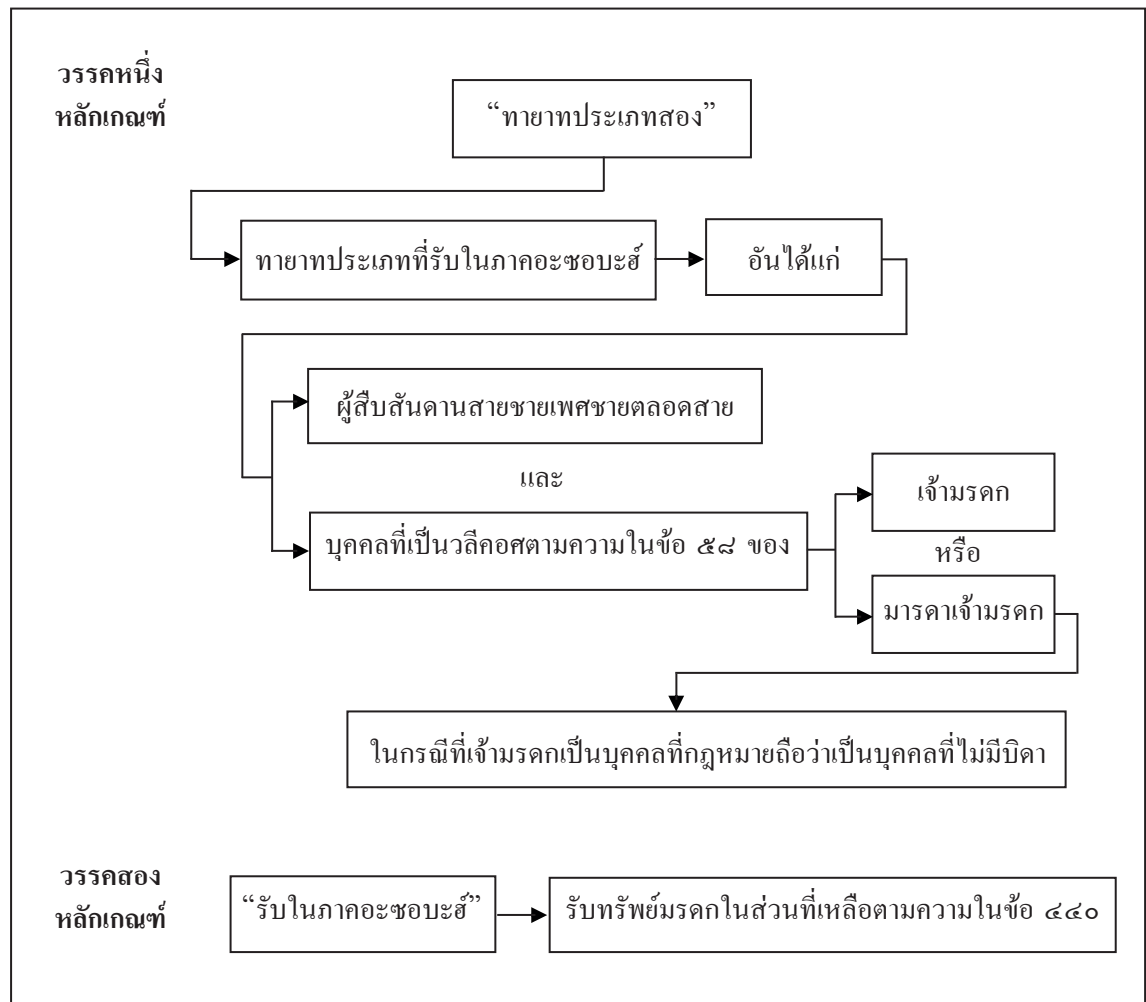 วรรคหนึ่ง
หลักเกณฑ์
“ทายาทประเภทสอง”
ทายาทประเภทที่รับในภาคอะซอบะฮ์
อันได้แก่
ผู้สืบสันดานสายชายเพศชายตลอดสาย
และ
บุคคลที่เป็นวลีคอศตามความในข้อ ๕๘ ของ
เจ้ามรดก
หรือ
มารดาเจ้ามรดก
ในกรณีที่เจ้ามรดกเป็นบุคคลที่กฎหมายถือว่าเป็นบุคคลที่ไม่มีบิดา
วรรคสอง
หลักเกณฑ์
“รับในภาคอะซอบะฮ์”
รับทรัพย์มรดกในส่วนที่เหลือตามความในข้อ ๔๔๐